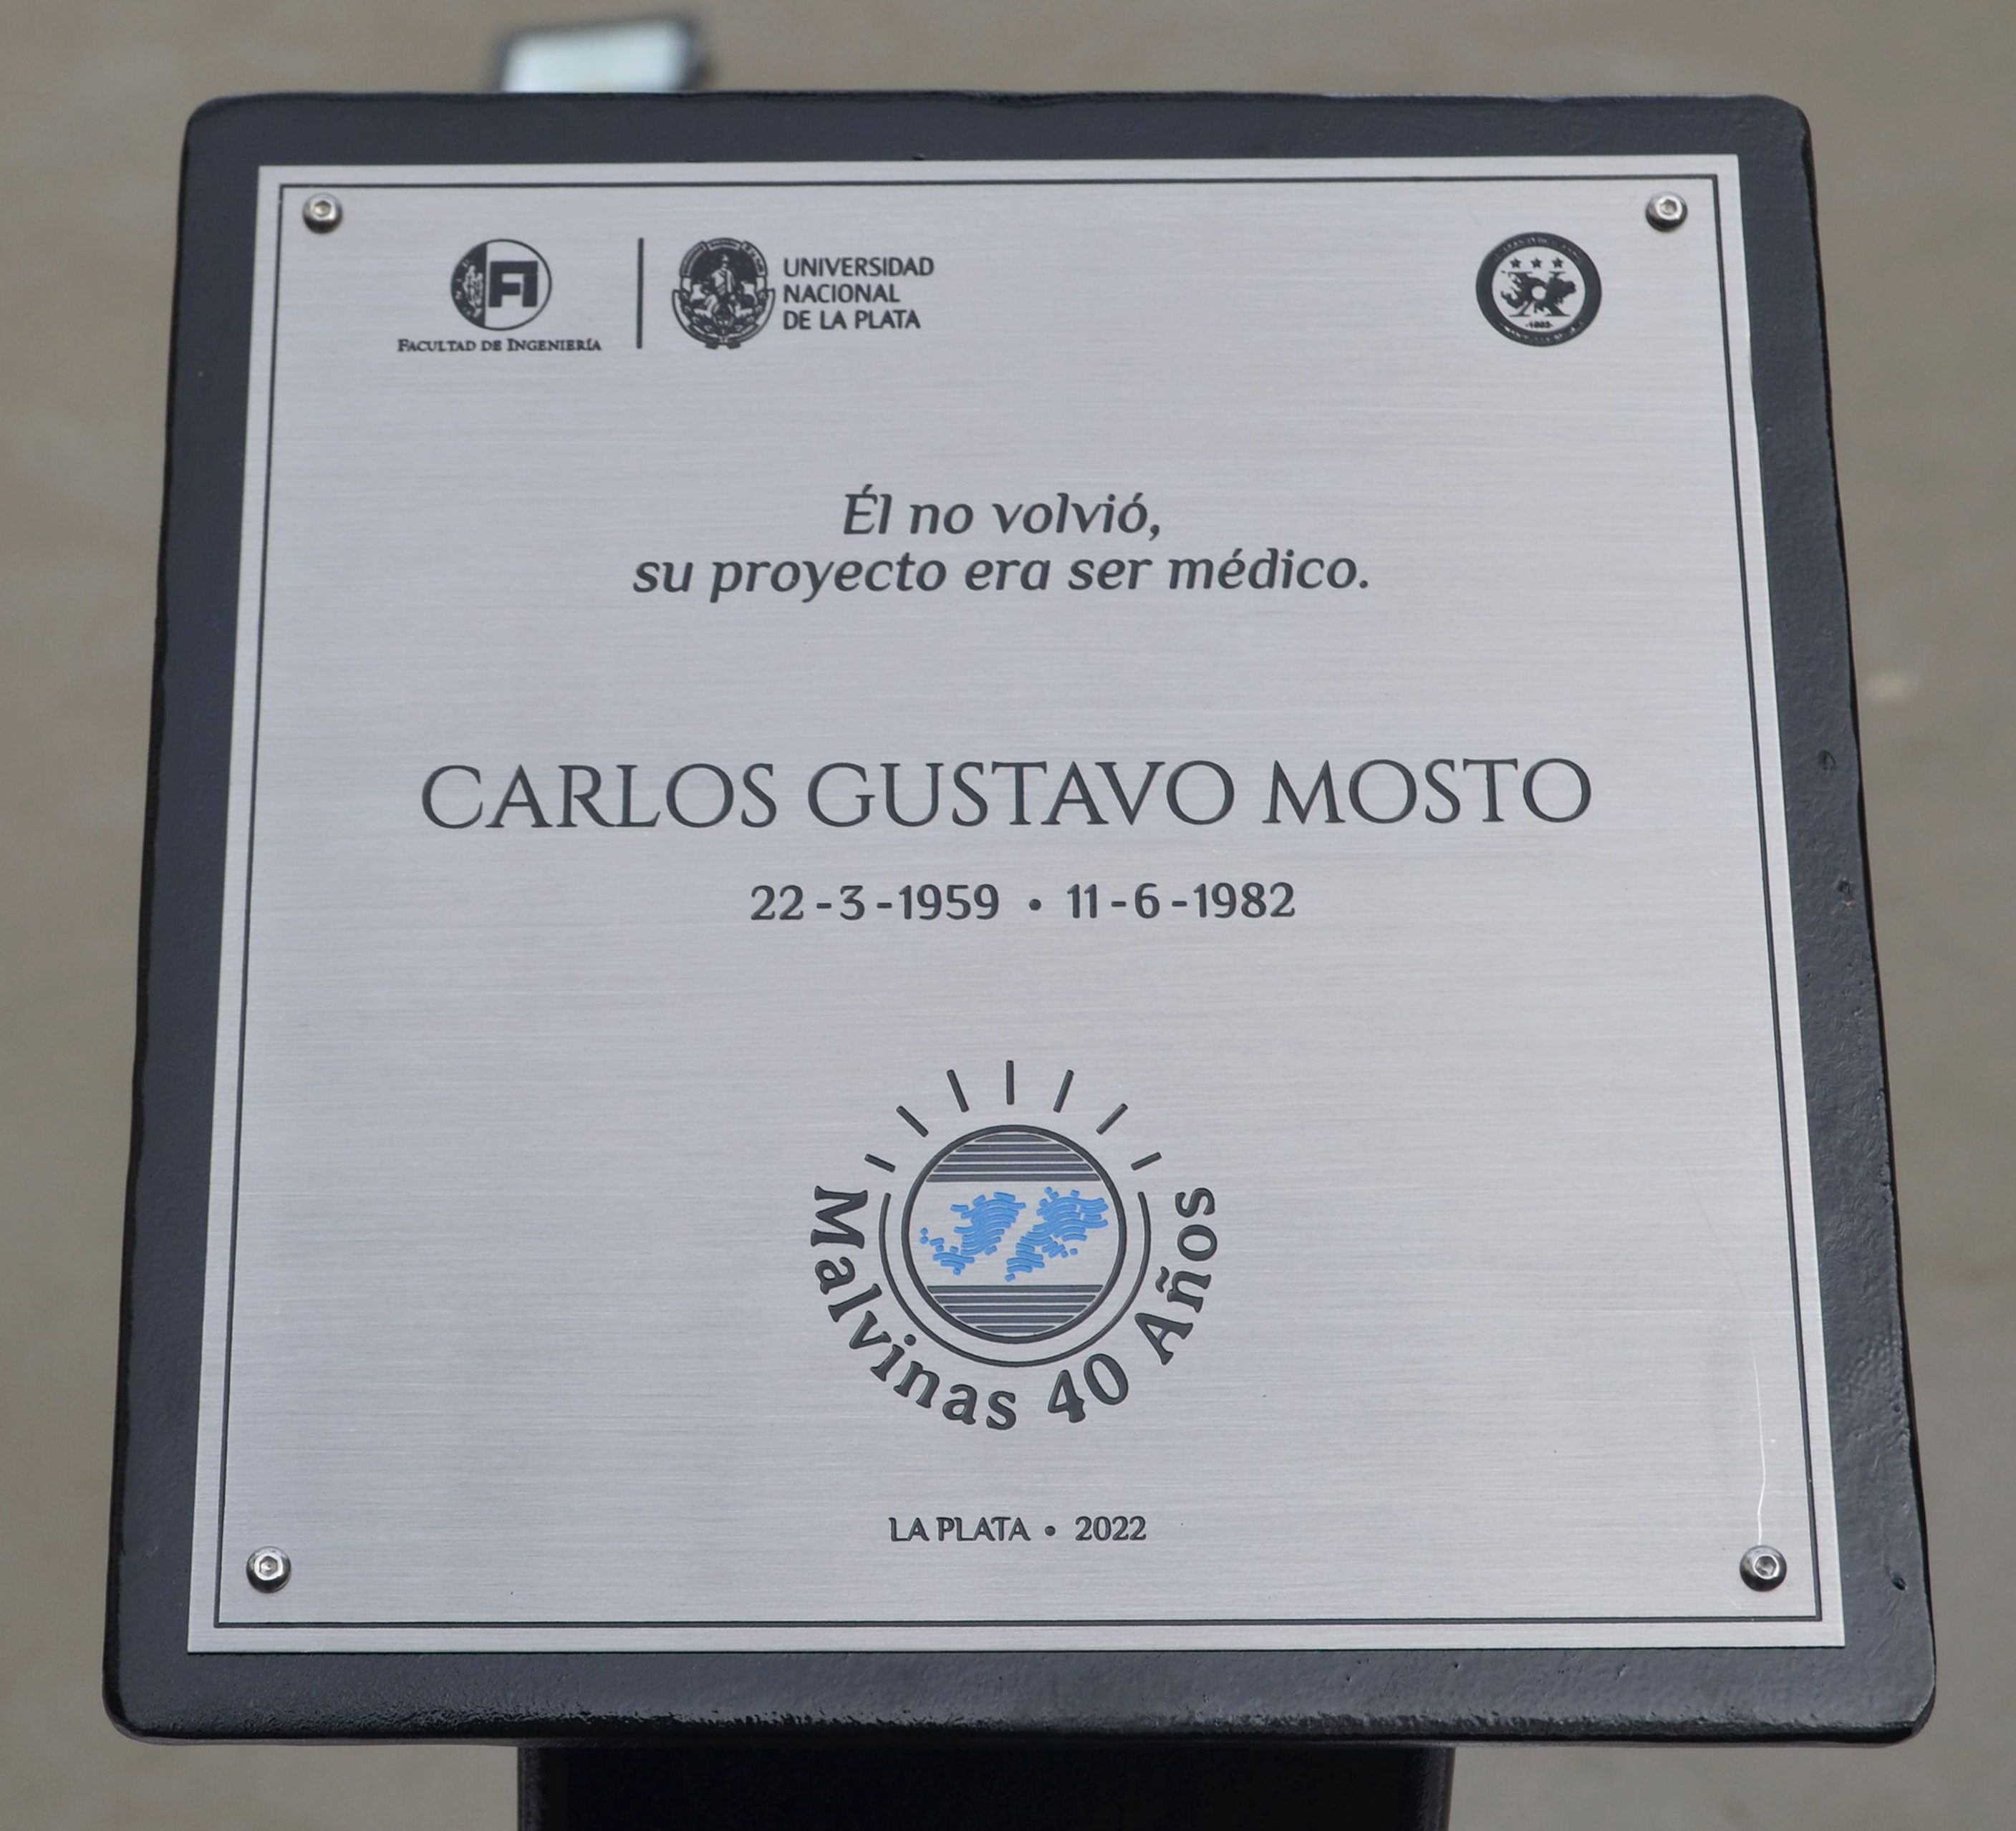 FACULTAD DE INGENIERÍA
UNIVERSIDAD
NACIONAL
DE LA PLATA
Él no volvió,
su proyecto era ser médico.
CARLOS GUSTAVO MOSTO
22-3-1959 • 11-6-1982
Malvinas 40 Años
LA PLATA • 2022